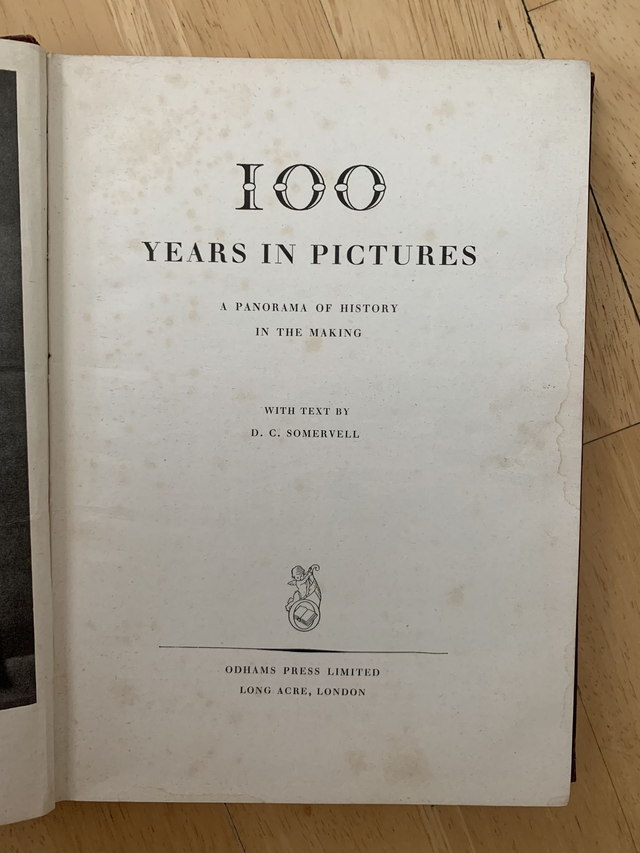 100
YEARS IN PICTURES
A PANORAMA OF HISTORY
IN THE MAKING
WITH TEXT BY
D. C. SOMERVELL
ODHAMS PRESS LIMITED
LONG ACRE, LONDON